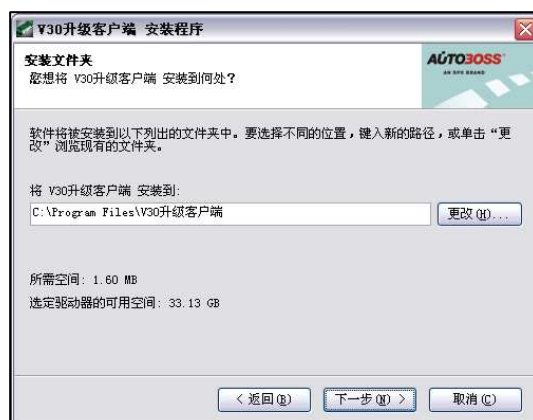 V30升级客户端 安装程序
安装文件夹
您想将 V30升级客户端 安装到何处?
AUTOBOSS
AN SPX BRAND
软件将被安装到以下列出的文件夹中。要选择不同的位置，键入新的路径，或单击“更
改”浏览现有的文件夹。
将 V30升级客户端 安装到:
C:\Program Files\V30升级客户端
更改(H)...
所需空间: 1.60 MB
选定驱动器的可用空间: 33.13 GB
< 返回(B)
下一步(N) >
取消(C)